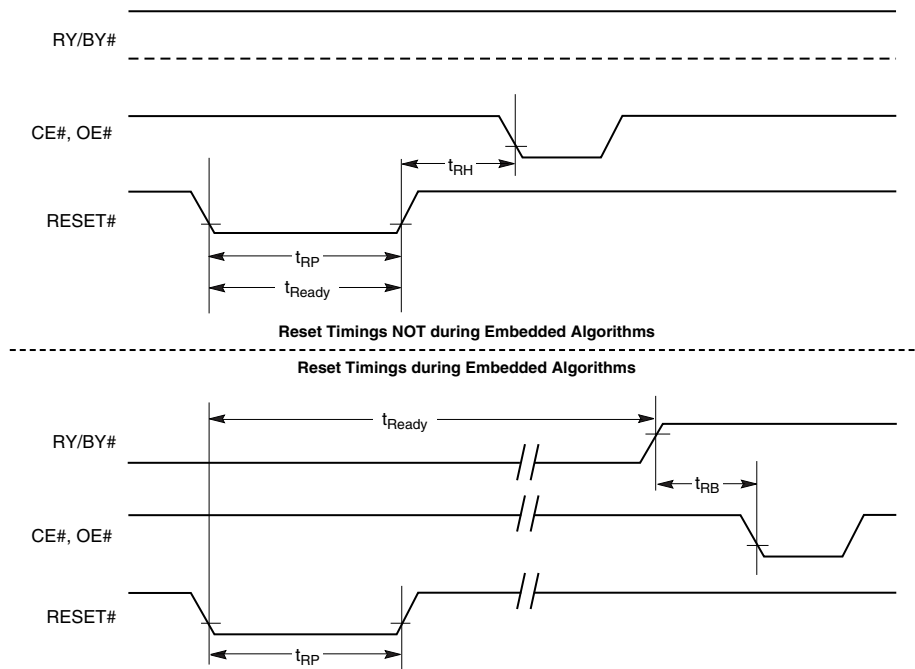 RY/BY#
CE#, OE#
tRH
RESET#
tRP
tReady
Reset Timings NOT during Embedded Algorithms
Reset Timings during Embedded Algorithms
tReady
RY/BY#
tRB
CE#, OE#
RESET#
tRP